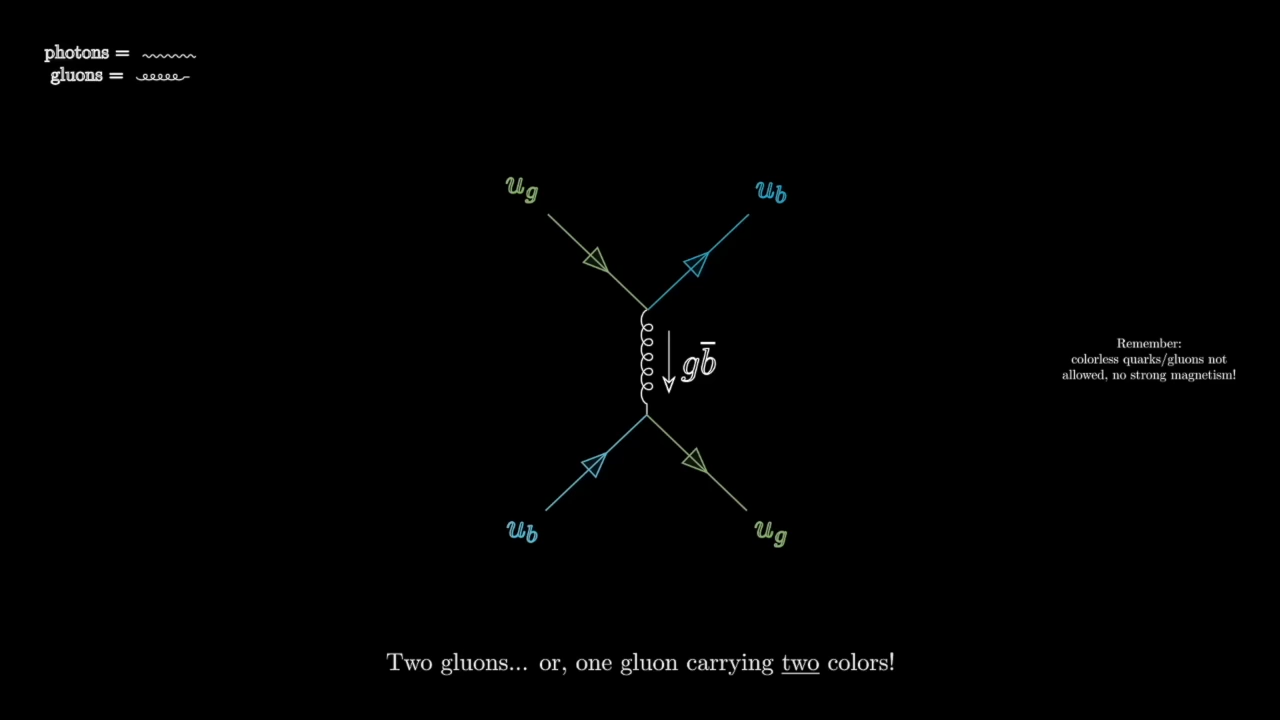 photons =
gluons =
u_g
u_b
g\bar{b}
u_b
u_g
Remember:
colorless quarks/gluons not
allowed, no strong magnetism!
Two gluons... or, one gluon carrying two colors!